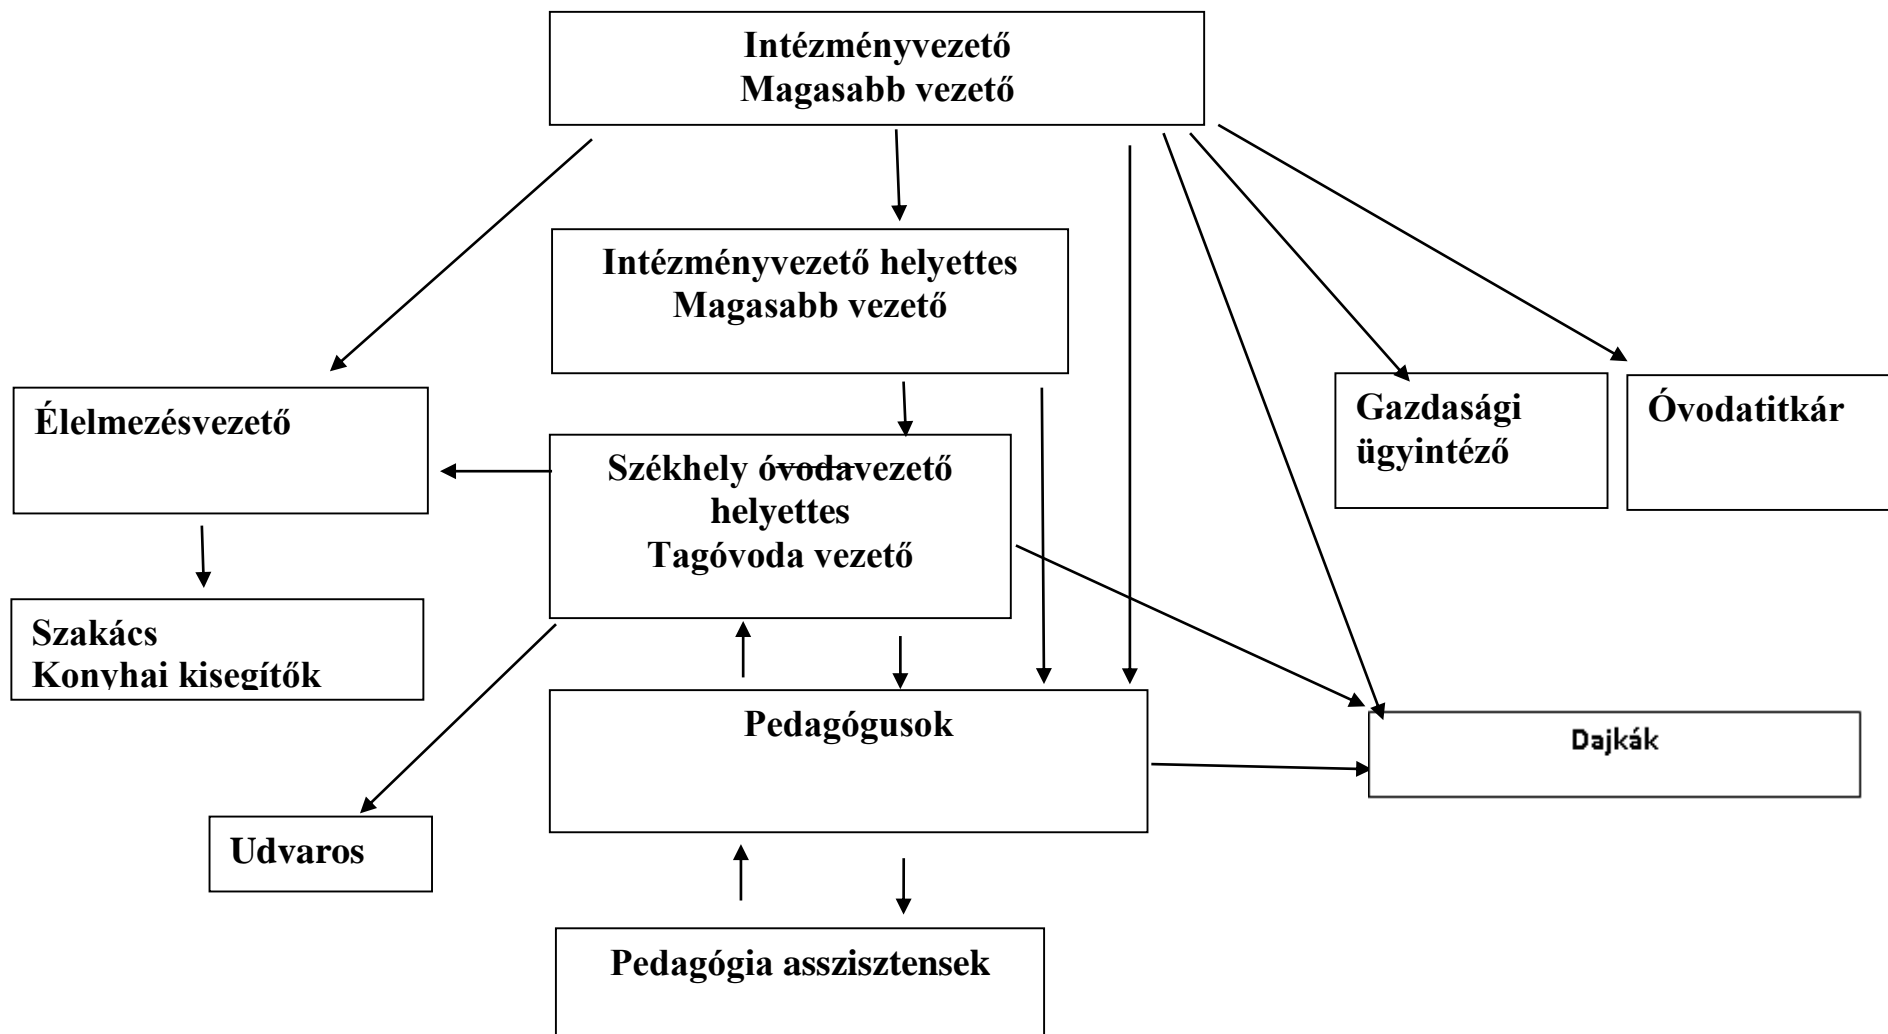 Intézményvezető
Magasabb vezető
Intézményvezető helyettes
Magasabb vezető
Élelmezésvezető
Gazdasági
ügyintéző
Óvodatitkár
Székhely óvodavezető
helyettes
Tagóvoda vezető
Szakács
Konyhai kisegítők
Pedagógusok
Dajkák
Udvaros
Pedagógia asszisztensek